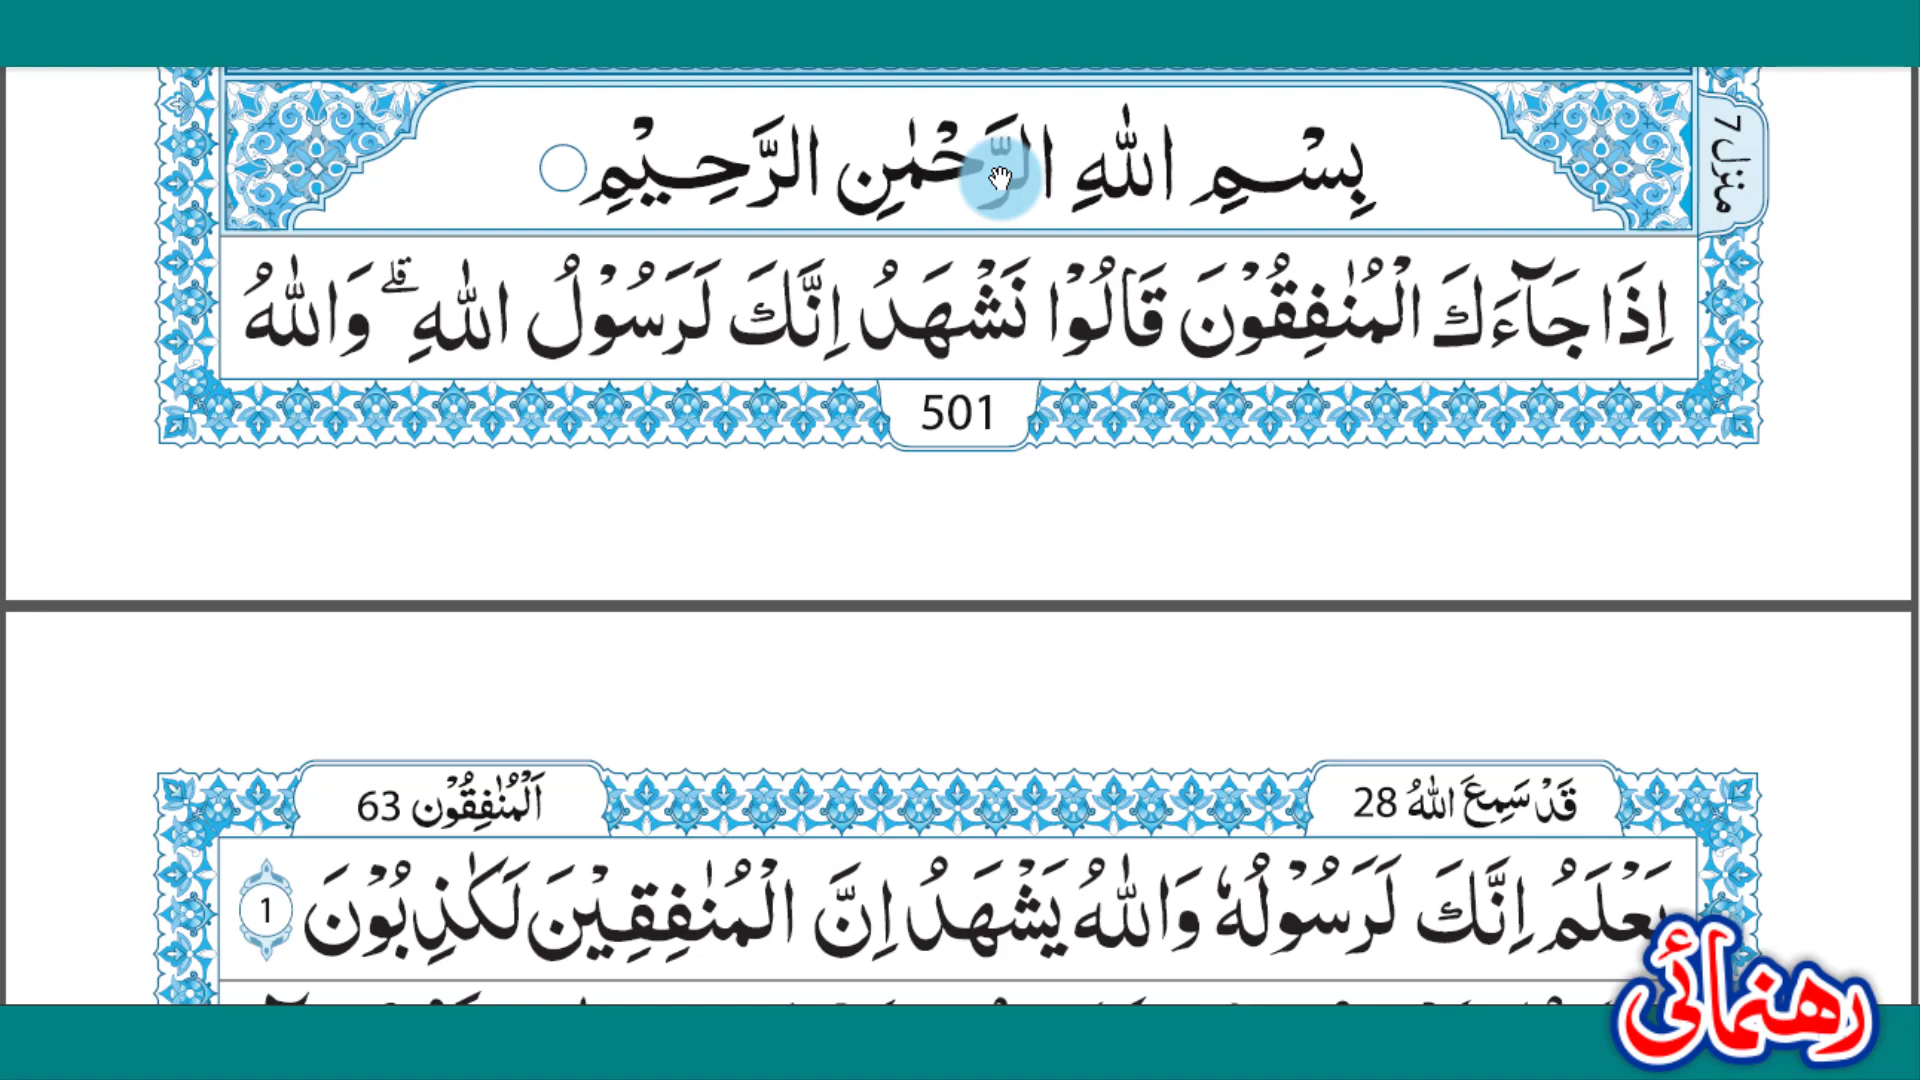 بِسْمِ اللّٰهِ الرَّحْمٰنِ الرَّحِيْمِ
منزل 7
اِذَا جَآءَكَ الْمُنٰفِقُوْنَ قَالُوْا نَشْهَدُ اِنَّكَ لَرَسُوْلُ اللّٰهِ ۗ وَاللّٰهُ
501
قَدْ سَمِعَ اللّٰهُ 28
اَلْمُنٰفِقُوْن 63
يَعْلَمُ اِنَّكَ لَرَسُوْلُهٗ وَاللّٰهُ يَشْهَدُ اِنَّ الْمُنٰفِقِيْنَ لَكٰذِبُوْنَ 1
رهنمائی